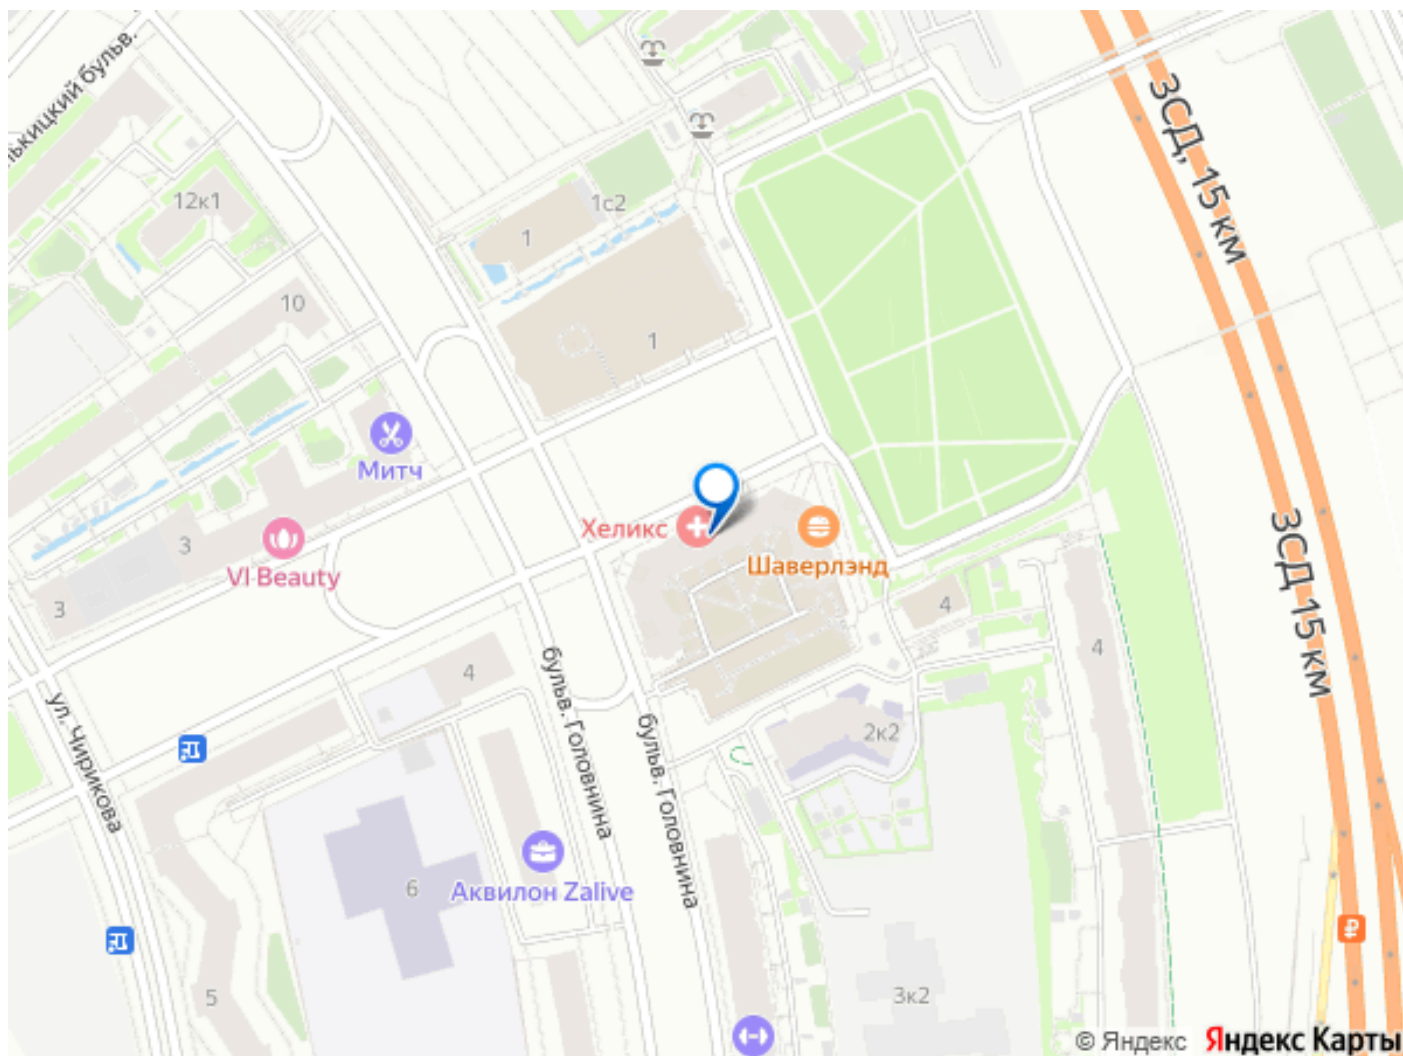 ькицкий бульв.
ЗСД, 15 км
12к1
1с2
1
10
1
Митч
Хеликс
Шаверлэнд
3
VI Beauty
3
4
4
ЗСД 15 км
4
бульв. Головнина
ул. Чирикова
бульв. Головнина
2к2
6
Аквилон Zalive
5
3к2
© Яндекс Яндекс Карты